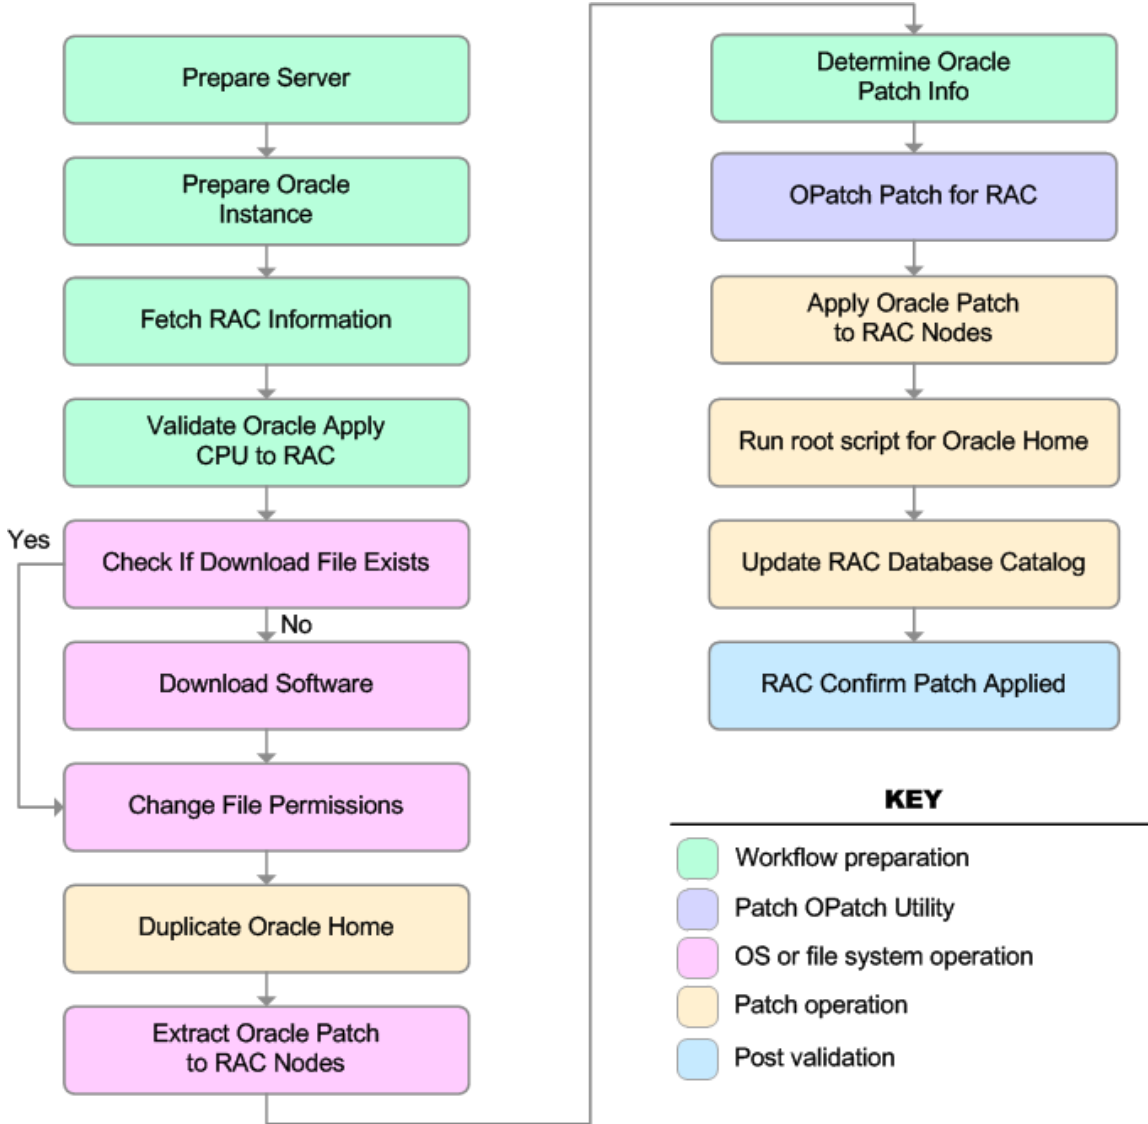 Prepare Server
Prepare Oracle
Instance
Fetch RAC Information
Validate Oracle Apply
CPU to RAC
Yes
Check If Download File Exists
No
Download Software
Change File Permissions
Duplicate Oracle Home
Extract Oracle Patch
to RAC Nodes
Determine Oracle
Patch Info
OPatch Patch for RAC
Apply Oracle Patch
to RAC Nodes
Run root script for Oracle Home
Update RAC Database Catalog
RAC Confirm Patch Applied
KEY
Workflow preparation
Patch OPatch Utility
OS or file system operation
Patch operation
Post validation